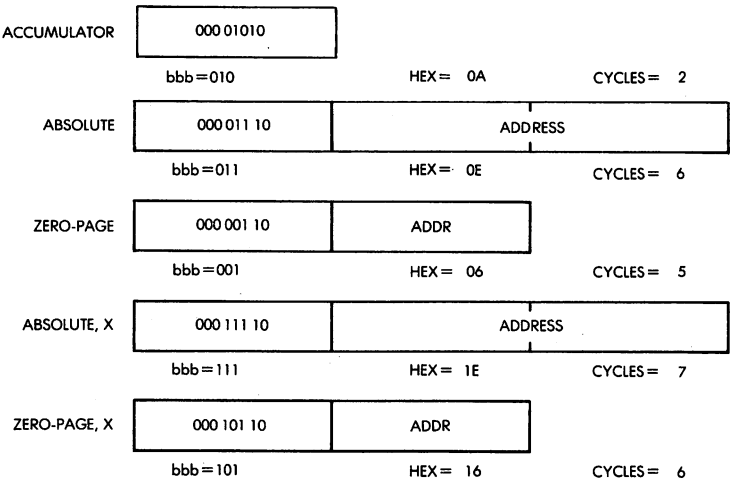 ACCUMULATOR 000 01010
bbb=010 HEX= 0A CYCLES= 2
ABSOLUTE 000 011 10 ADDRESS
bbb=011 HEX= 0E CYCLES= 6
ZERO-PAGE 000 001 10 ADDR
bbb=001 HEX= 06 CYCLES= 5
ABSOLUTE, X 000 111 10 ADDRESS
bbb=111 HEX= 1E CYCLES= 7
ZERO-PAGE, X 000 101 10 ADDR
bbb=101 HEX= 16 CYCLES= 6